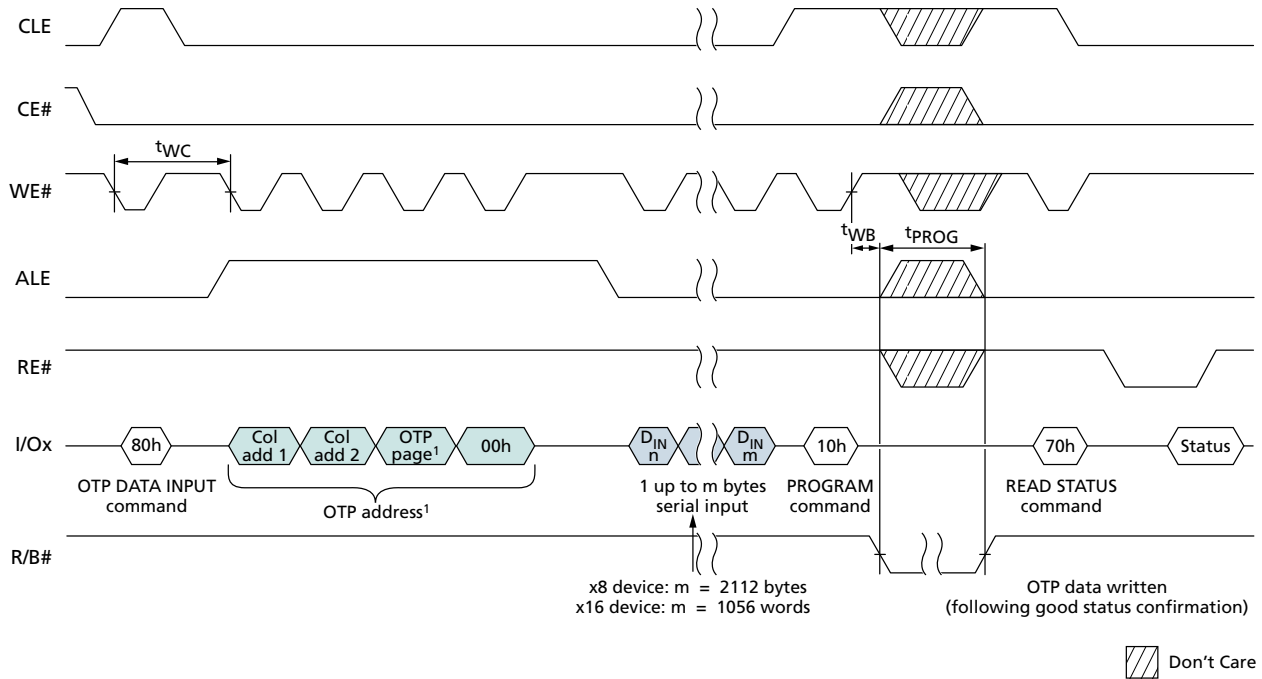 CLE
CE#
tWC
WE#
tWB
tPROG
ALE
RE#
I/Ox
80h
Col add 1
Col add 2
OTP page¹
00h
DIN n
DIN m
10h
70h
Status
OTP DATA INPUT command
OTP address¹
1 up to m bytes serial input
PROGRAM command
READ STATUS command
R/B#
x8 device: m = 2112 bytes
x16 device: m = 1056 words
OTP data written
(following good status confirmation)
Don't Care